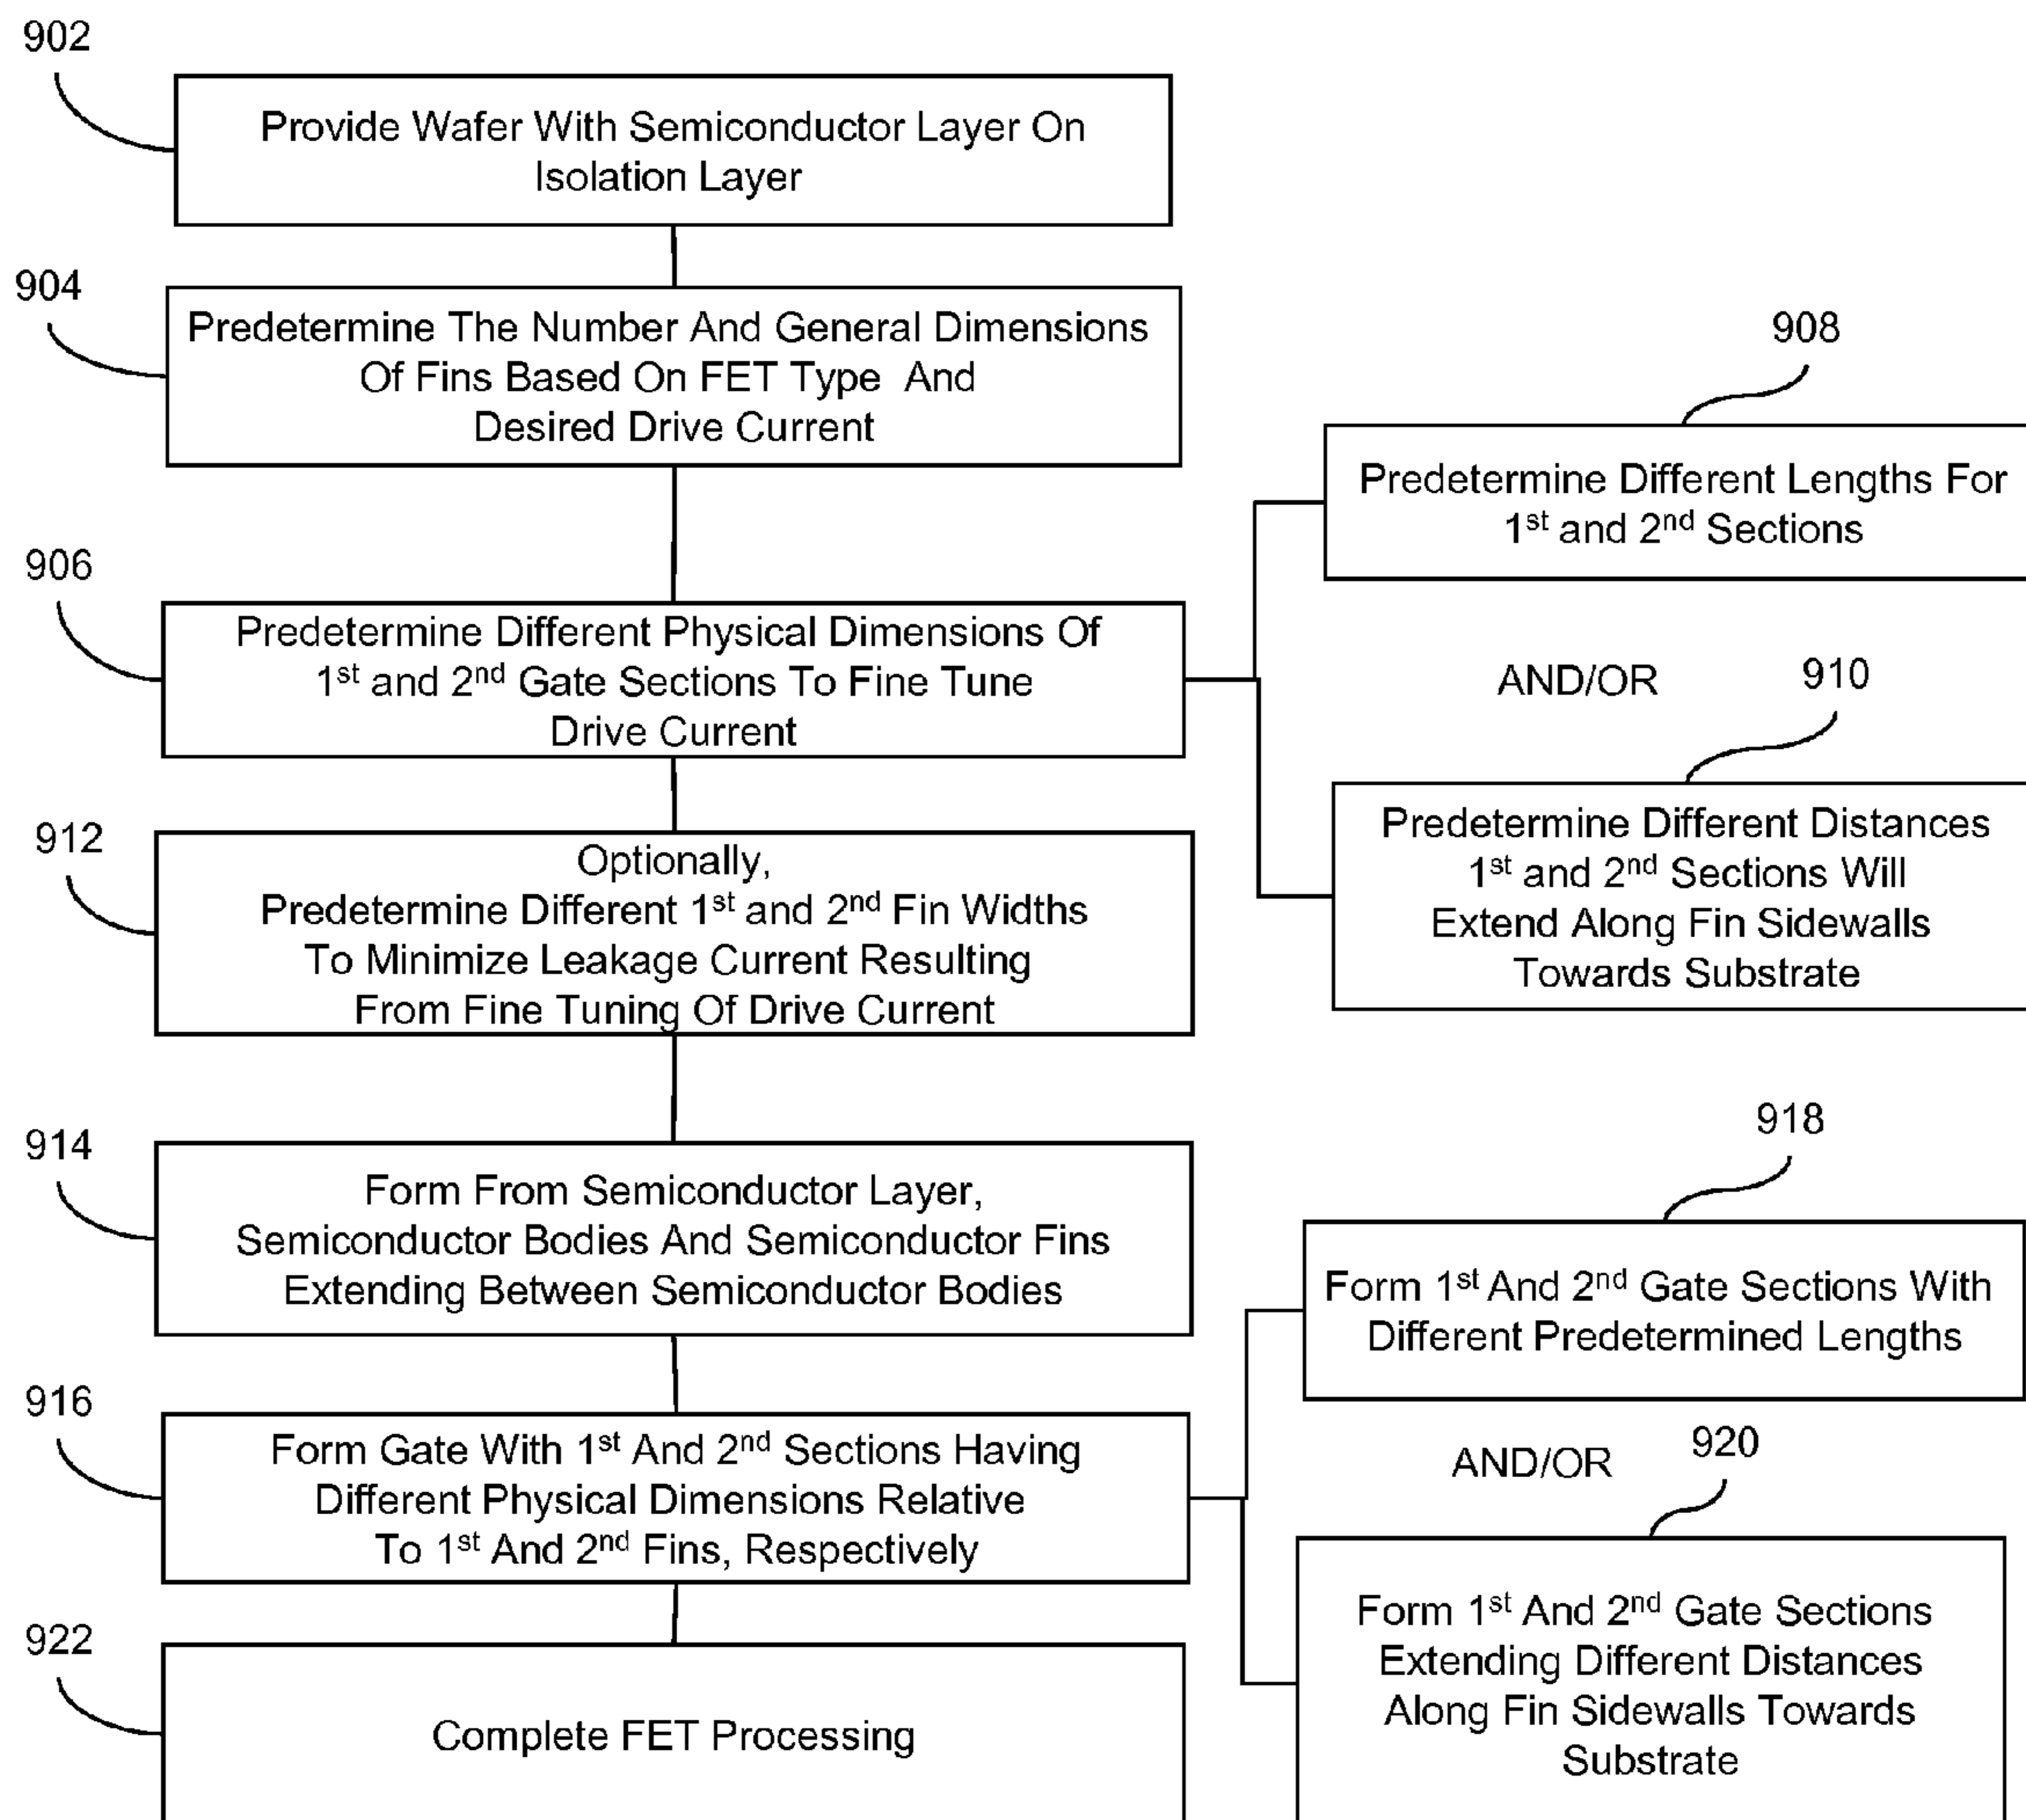 902
Provide Wafer With Semiconductor Layer On
Isolation Layer
904
Predetermine The Number And General Dimensions
Of Fins Based On FET Type And
Desired Drive Current
906
Predetermine Different Physical Dimensions Of
1st and 2nd Gate Sections To Fine Tune
Drive Current
908
Predetermine Different Lengths For
1st and 2nd Sections
AND/OR
910
Predetermine Different Distances
1st and 2nd Sections Will
Extend Along Fin Sidewalls
Towards Substrate
912
Optionally,
Predetermine Different 1st and 2nd Fin Widths
To Minimize Leakage Current Resulting
From Fine Tuning Of Drive Current
914
Form From Semiconductor Layer,
Semiconductor Bodies And Semiconductor Fins
Extending Between Semiconductor Bodies
916
Form Gate With 1st And 2nd Sections Having
Different Physical Dimensions Relative
To 1st And 2nd Fins, Respectively
918
Form 1st And 2nd Gate Sections With
Different Predetermined Lengths
AND/OR
920
Form 1st And 2nd Gate Sections
Extending Different Distances
Along Fin Sidewalls Towards
Substrate
922
Complete FET Processing